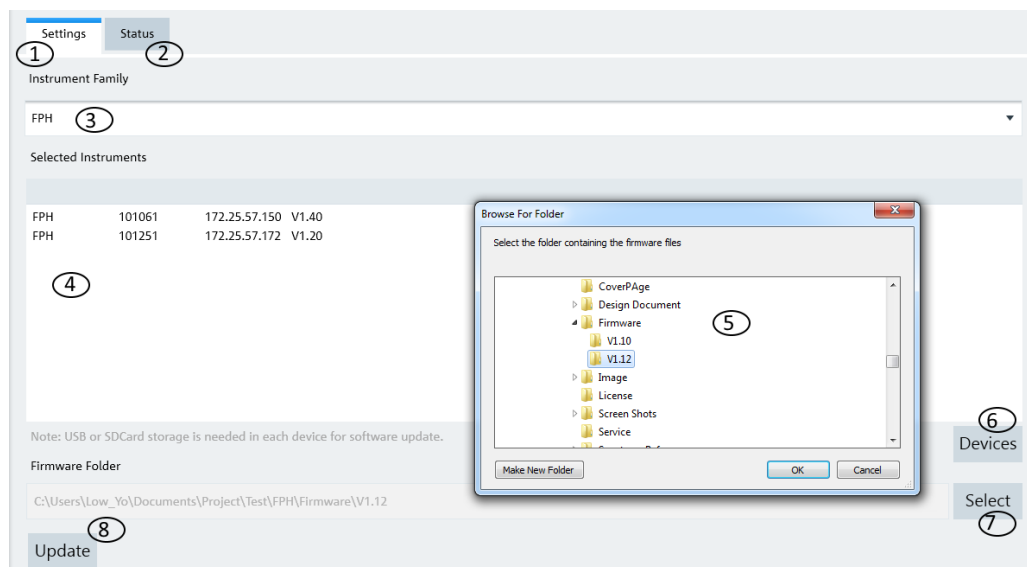 Settings Status
1 2
Instrument Family
FPH 3
Selected Instruments
FPH 101061 172.25.57.150 V1.40
FPH 101251 172.25.57.172 V1.20
4
Browse For Folder
Select the folder containing the firmware files
CoverPAge
Design Document
Firmware 5
V1.10
V1.12
Image
License
Screen Shots
Service
Make New Folder OK Cancel
6
Note: USB or SDCard storage is needed in each device for software update. Devices
Firmware Folder
C:\Users\Low_Yo\Documents\Project\Test\FPH\Firmware\V1.12 Select
7
8
Update